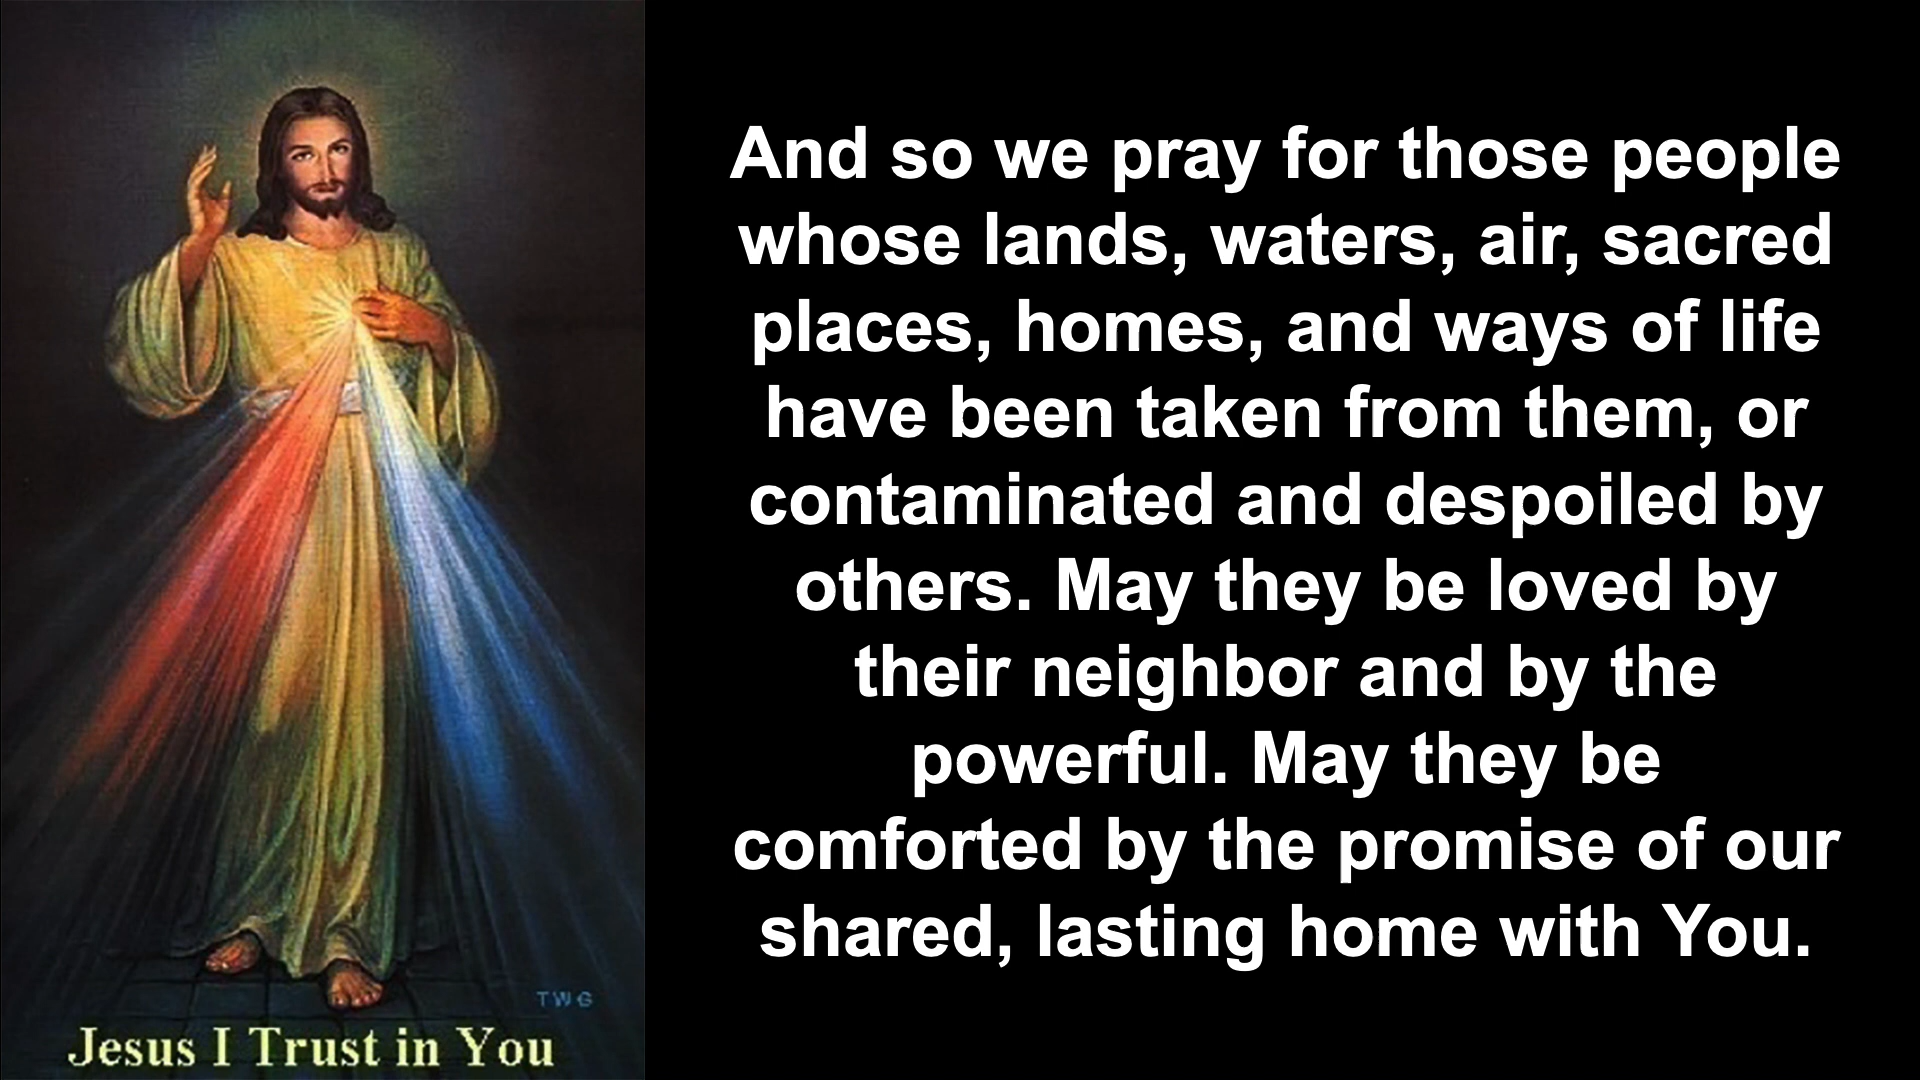 And so we pray for those people
whose lands, waters, air, sacred
places, homes, and ways of life
have been taken from them, or
contaminated and despoiled by
others. May they be loved by
their neighbor and by the
powerful. May they be
comforted by the promise of our
shared, lasting home with You.
TWG
Jesus I Trust in You